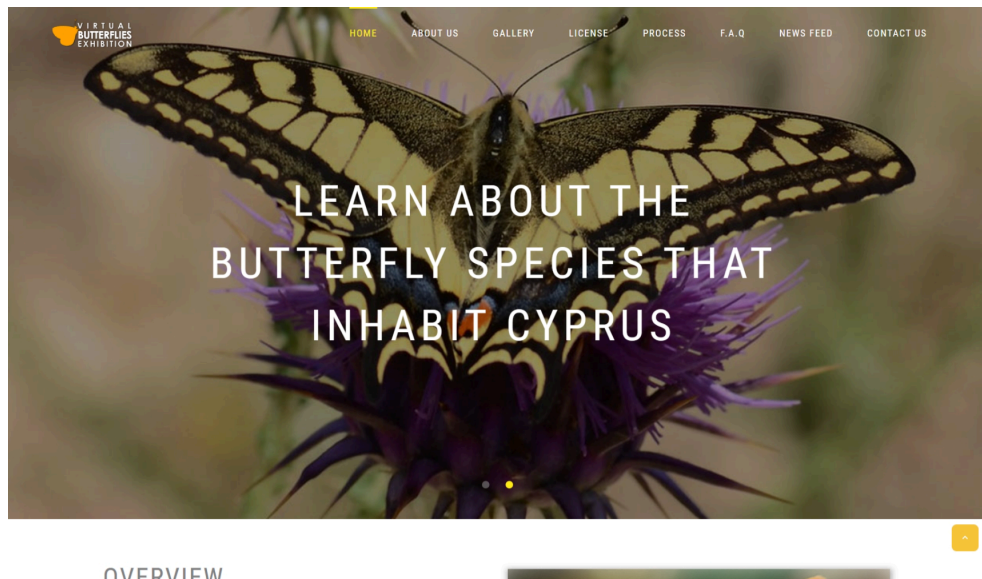 VIRTUAL
BUTTERFLIES
EXHIBITION
HOME ABOUT US GALLERY LICENSE PROCESS F.A.Q NEWS FEED CONTACT US
LEARN ABOUT THE
BUTTERFLY SPECIES THAT
INHABIT CYPRUS
OVERVIEW